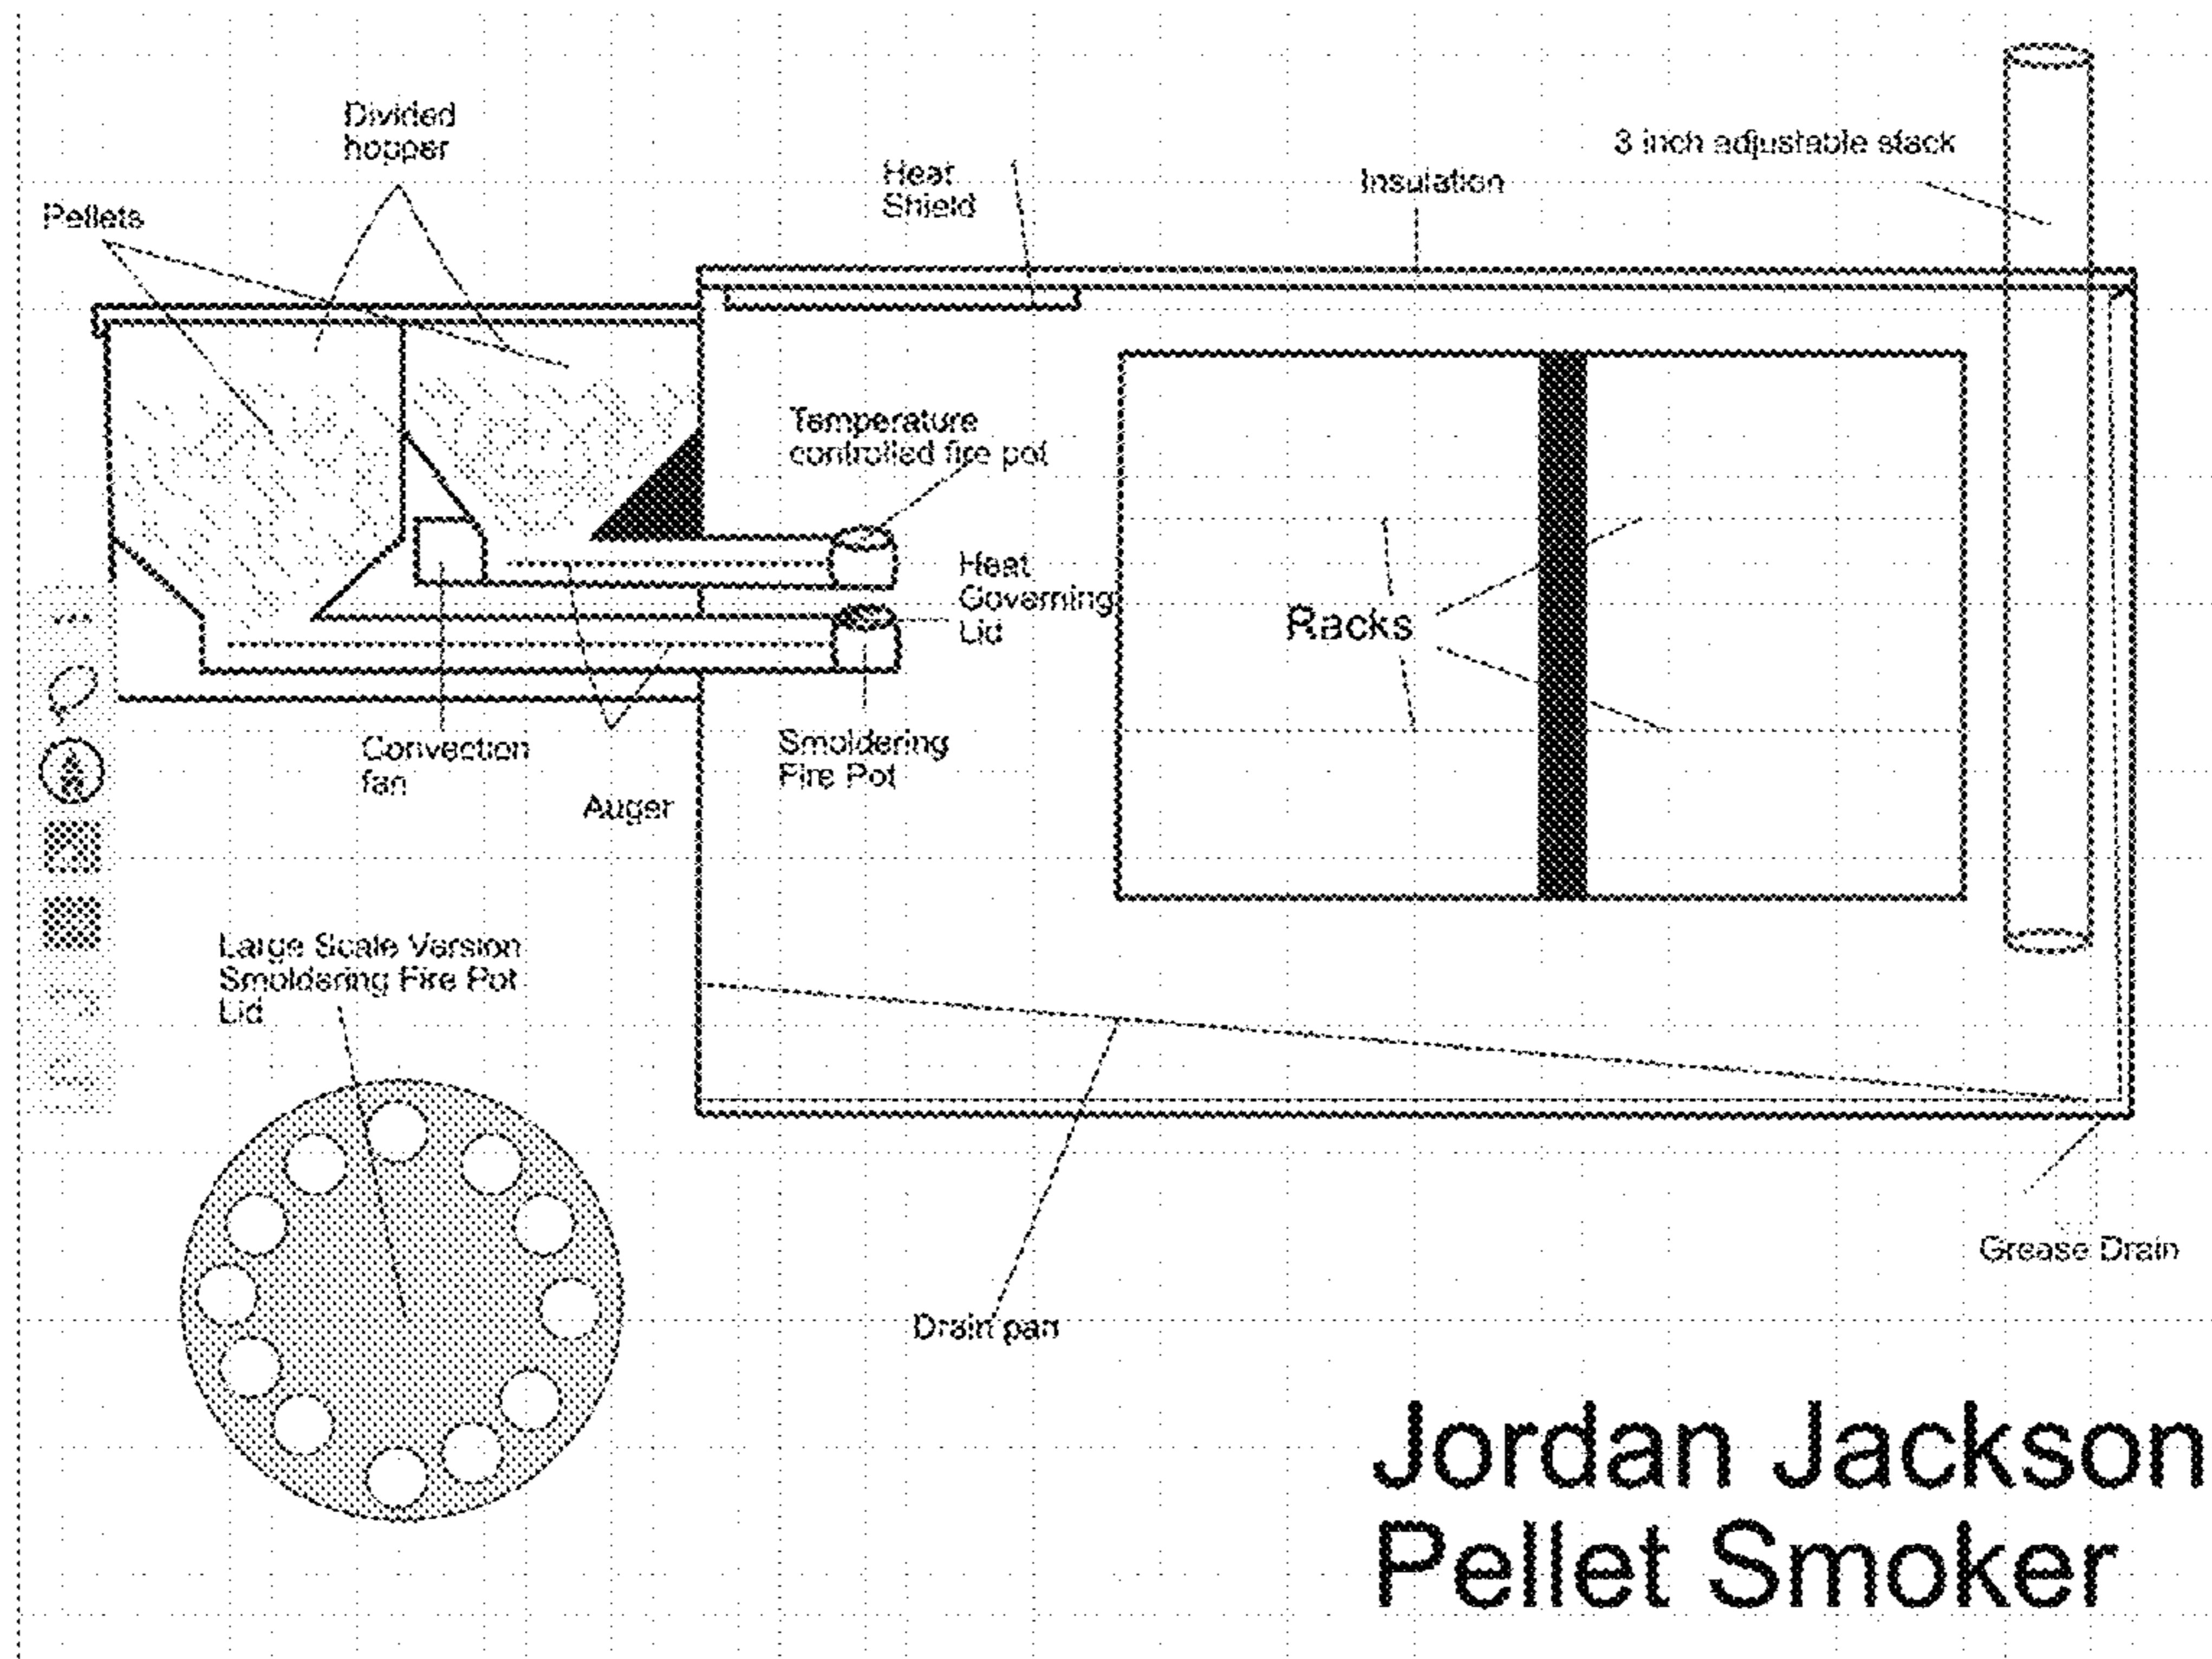 Divided
hopper
Pellets
Heat
Shield
Insulation
3 inch adjustable stack
Temperature
controlled fire pot
Heat
Governing
Lid
Racks
Convection
fan
Auger
Smoldering
Fire Pot
Large Scale Version
Smoldering Fire Pot
Lid
Grease Drain
Drain pan
Jordan Jackson
Pellet Smoker